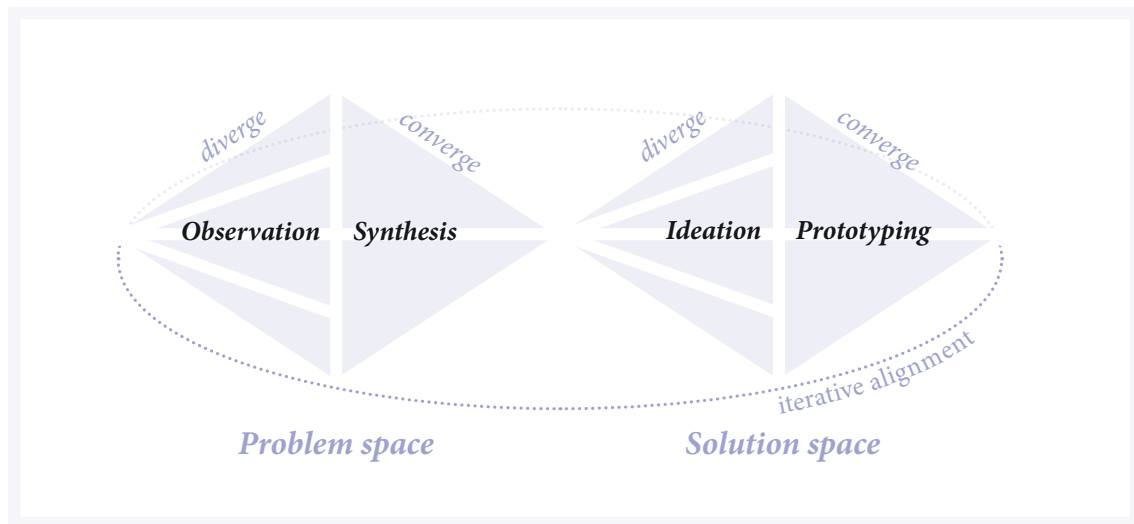 diverge
converge
diverge
converge
Observation
Synthesis
Ideation
Prototyping
iterative alignment
Problem space
Solution space